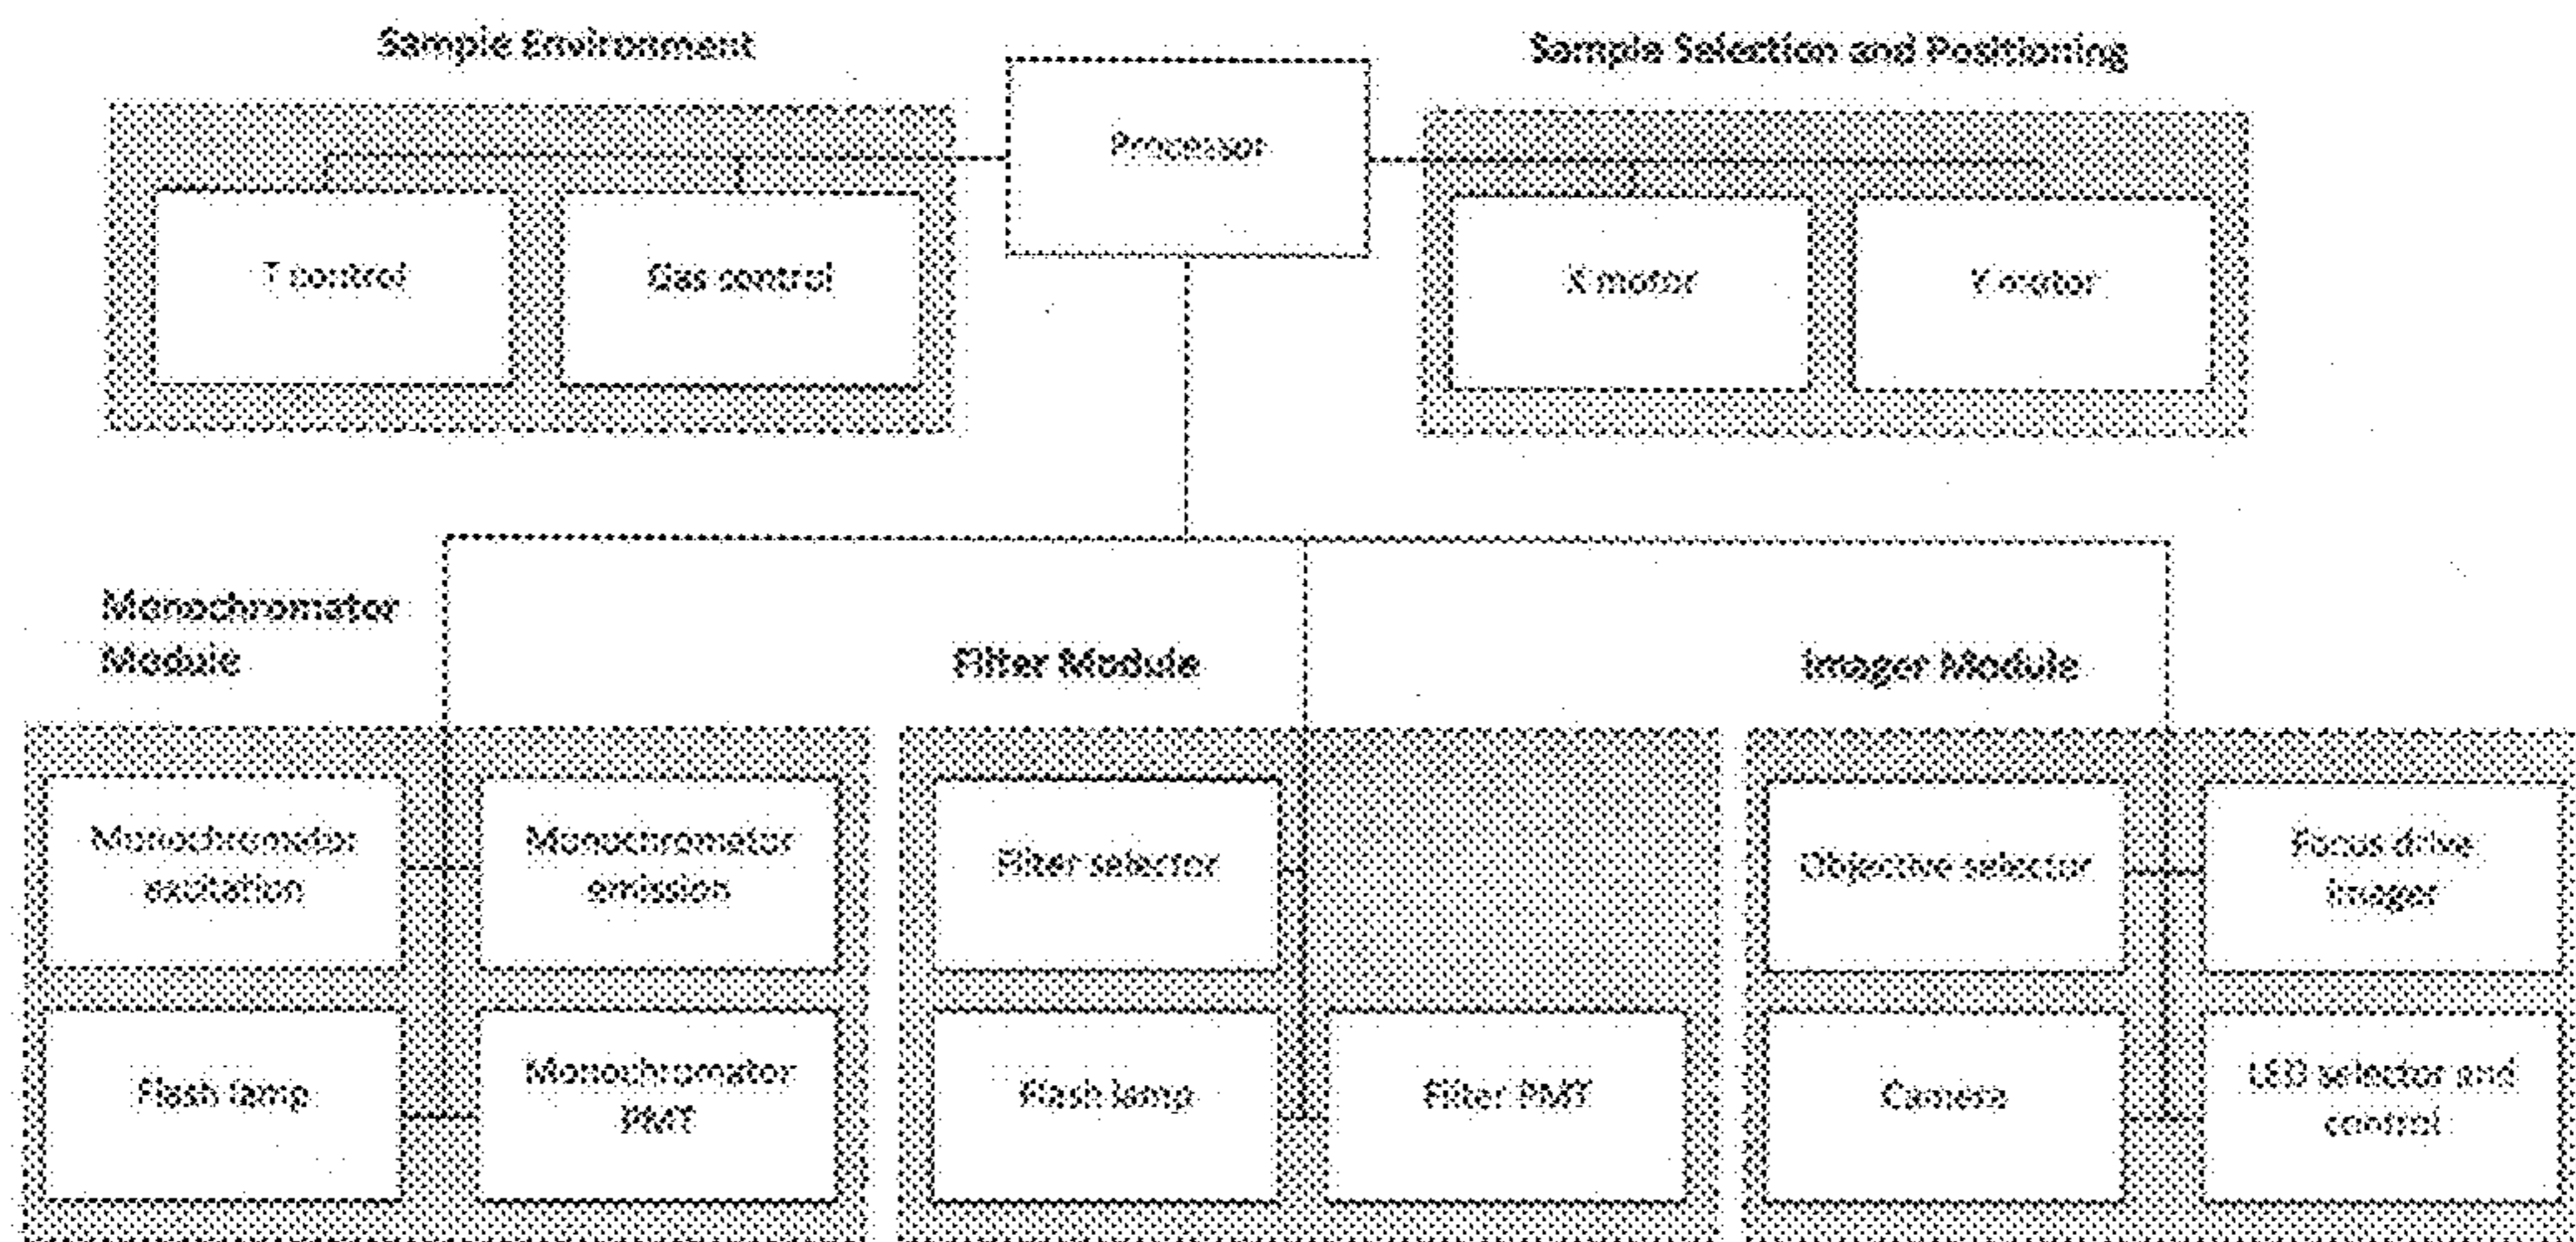 Sample Environment
Processor
Sample Selection and Positioning
T control
Gas control
X motor
Y motor
Monochromator
Module
Filter Module
Imager Module
Monochromator
excitation
Monochromator
emission
Flash lamp
Monochromator
PMT
Filter selector
Flash lamp
Filter PMT
Objective selector
Focus drive
Imager
Camera
LED selector and
control